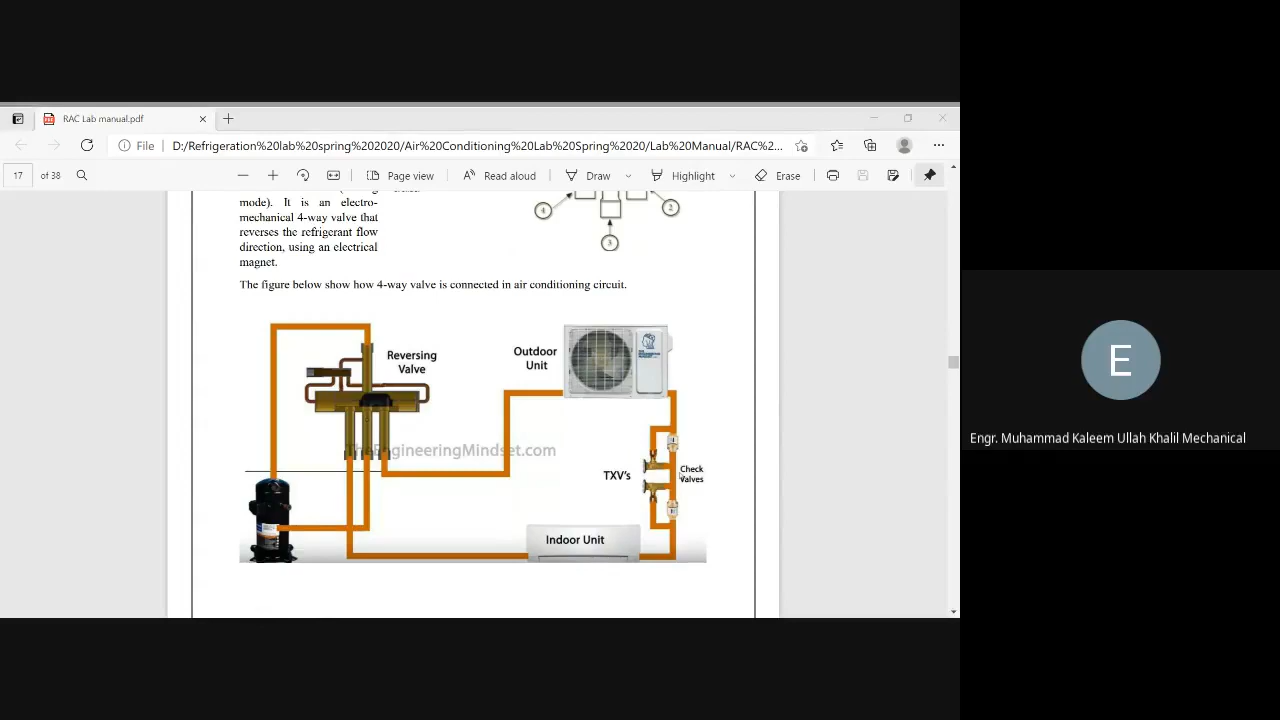 RAC Lab manual.pdf
File
D:/Refrigeration%20lab%20spring%202020/Air%20Conditioning%20Lab%20Spring%2020/Lab%20Manual/RAC%2...
17 of 38
Page view
Read aloud
Draw
Highlight
Erase
mode). It is an electro-
mechanical 4-way valve that
reverses the refrigerant flow
direction, using an electrical
magnet.
4
2
3
The figure below show how 4-way valve is connected in air conditioning circuit.
Reversing
Valve
Outdoor
Unit
TheEngineeringMindset.com
TXV's
Check
Valves
Indoor Unit
E
Engr. Muhammad Kaleem Ullah Khalil Mechanical